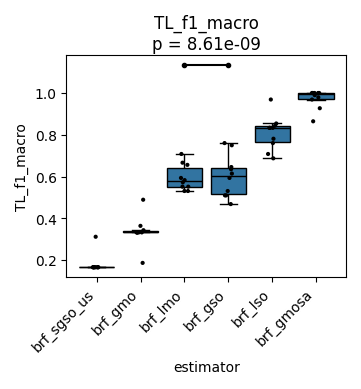 TL_f1_macro
p = 8.61e-09
TL_f1_macro
1.0
0.8
0.6
0.4
0.2
brf_sgso_us
brf_gmo
brf_lmo
brf_gso
brf_lso
brf_gmosa
estimator